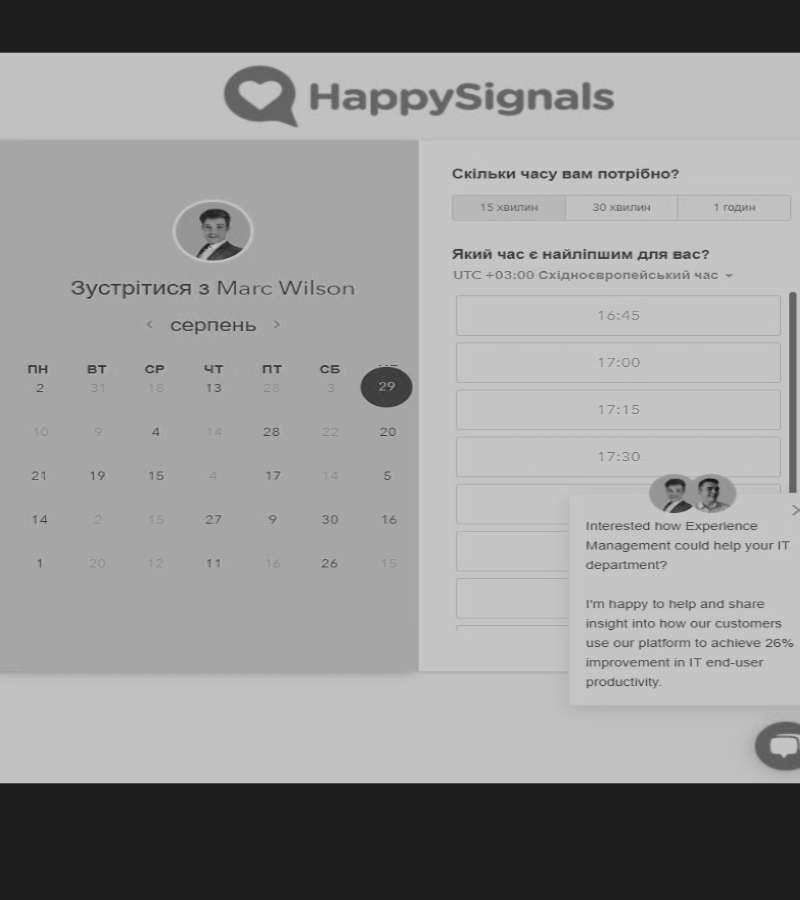 HappySignals
Зустрітися з Marc Wilson
серпень
ПН ВТ СР ЧТ ПТ СБ
2 31 18 13 28 3 29
10 9 4 14 28 22 20
21 19 15 4 17 14 5
14 2 15 27 9 30 16
1 20 12 11 16 26 15
Скільки часу вам потрібно?
15 хвилин 30 хвилин 1 годин
Який час є найліпшим для вас?
UTC +03:00 Східноєвропейський час
16:45
17:00
17:15
17:30
Interested how Experience
Management could help your IT
department?
I'm happy to help and share
insight into how our customers
use our platform to achieve 26%
improvement in IT end-user
productivity.